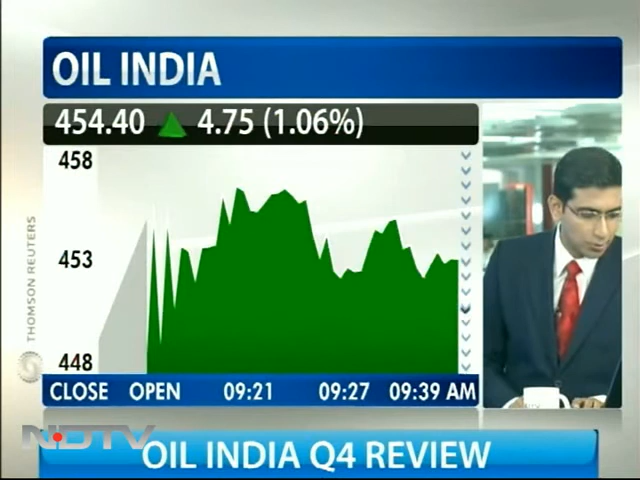 OIL INDIA
454.40 ▲ 4.75 (1.06%)
458
453
448
THOMSON REUTERS
CLOSE OPEN 09:21 09:27 09:39 AM
NDTV
NDTV
OIL INDIA Q4 REVIEW